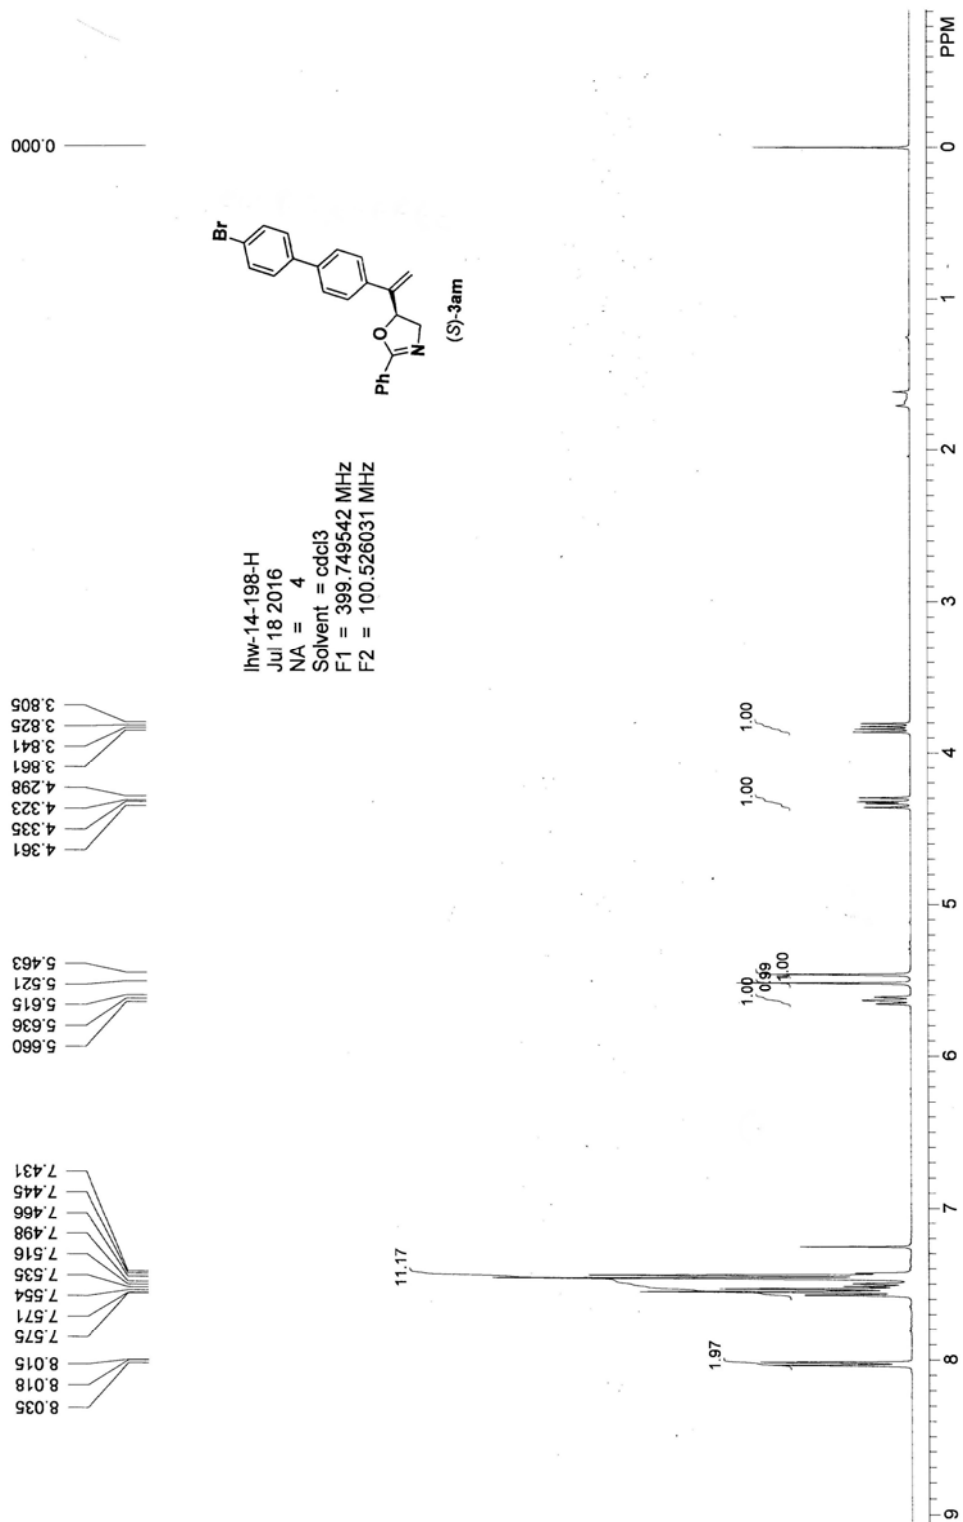 8.035
8.018
8.015
7.575
7.571
7.554
7.535
7.516
7.498
7.466
7.445
7.431
5.660
5.636
5.615
5.521
5.463
4.361
4.335
4.323
4.298
3.861
3.841
3.825
3.805
0.000
lhw-14-198-H
Jul 18 2016
NA = 4
Solvent = cdcl3
F1 = 399.749542 MHz
F2 = 100.526031 MHz
Br
O
N
Ph
(S)-3am
1.97
11.17
1.00
0.99
1.00
1.00
1.00
9 8 7 6 5 4 3 2 1 0 PPM